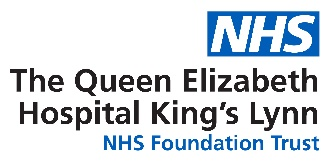 NHS
The Queen Elizabeth
Hospital King's Lynn
NHS Foundation Trust